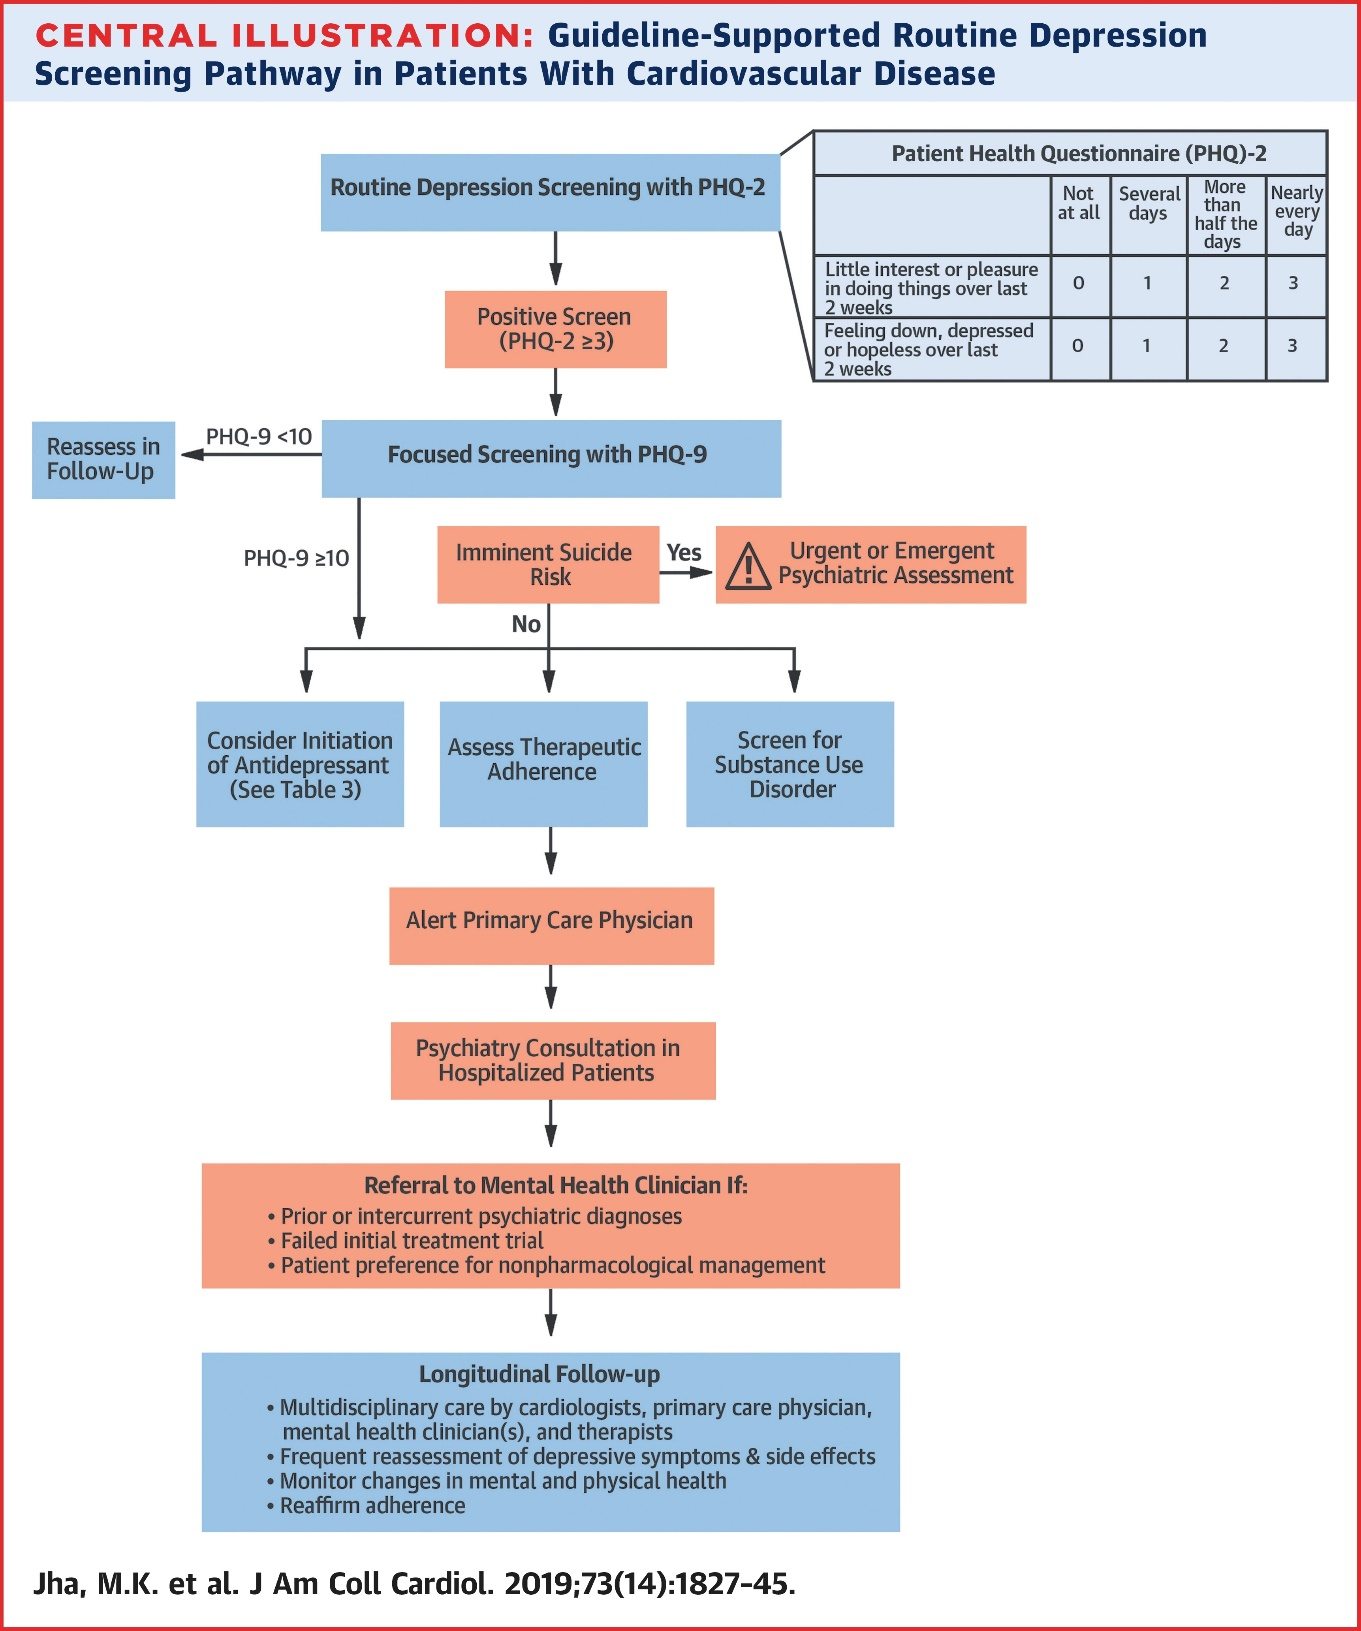 CENTRAL ILLUSTRATION: Guideline-Supported Routine Depression
Screening Pathway in Patients With Cardiovascular Disease
Routine Depression Screening with PHQ-2
Patient Health Questionnaire (PHQ)-2
Not
at all
Several
days
More
than
half the
days
Nearly
every
day
Little interest or pleasure
in doing things over last
2 weeks
0
1
2
3
Feeling down, depressed
or hopeless over last
2 weeks
0
1
2
3
Positive Screen
(PHQ-2 ≥3)
Focused Screening with PHQ-9
PHQ-9 <10
Reassess in
Follow-Up
PHQ-9 ≥10
Imminent Suicide
Risk
Yes
Urgent or Emergent
Psychiatric Assessment
No
Consider Initiation
of Antidepressant
(See Table 3)
Assess Therapeutic
Adherence
Screen for
Substance Use
Disorder
Alert Primary Care Physician
Psychiatry Consultation in
Hospitalized Patients
Referral to Mental Health Clinician If:
• Prior or intercurrent psychiatric diagnoses
• Failed initial treatment trial
• Patient preference for nonpharmacological management
Longitudinal Follow-up
• Multidisciplinary care by cardiologists, primary care physician,
mental health clinician(s), and therapists
• Frequent reassessment of depressive symptoms & side effects
• Monitor changes in mental and physical health
• Reaffirm adherence
Jha, M.K. et al. J Am Coll Cardiol. 2019;73(14):1827–45.